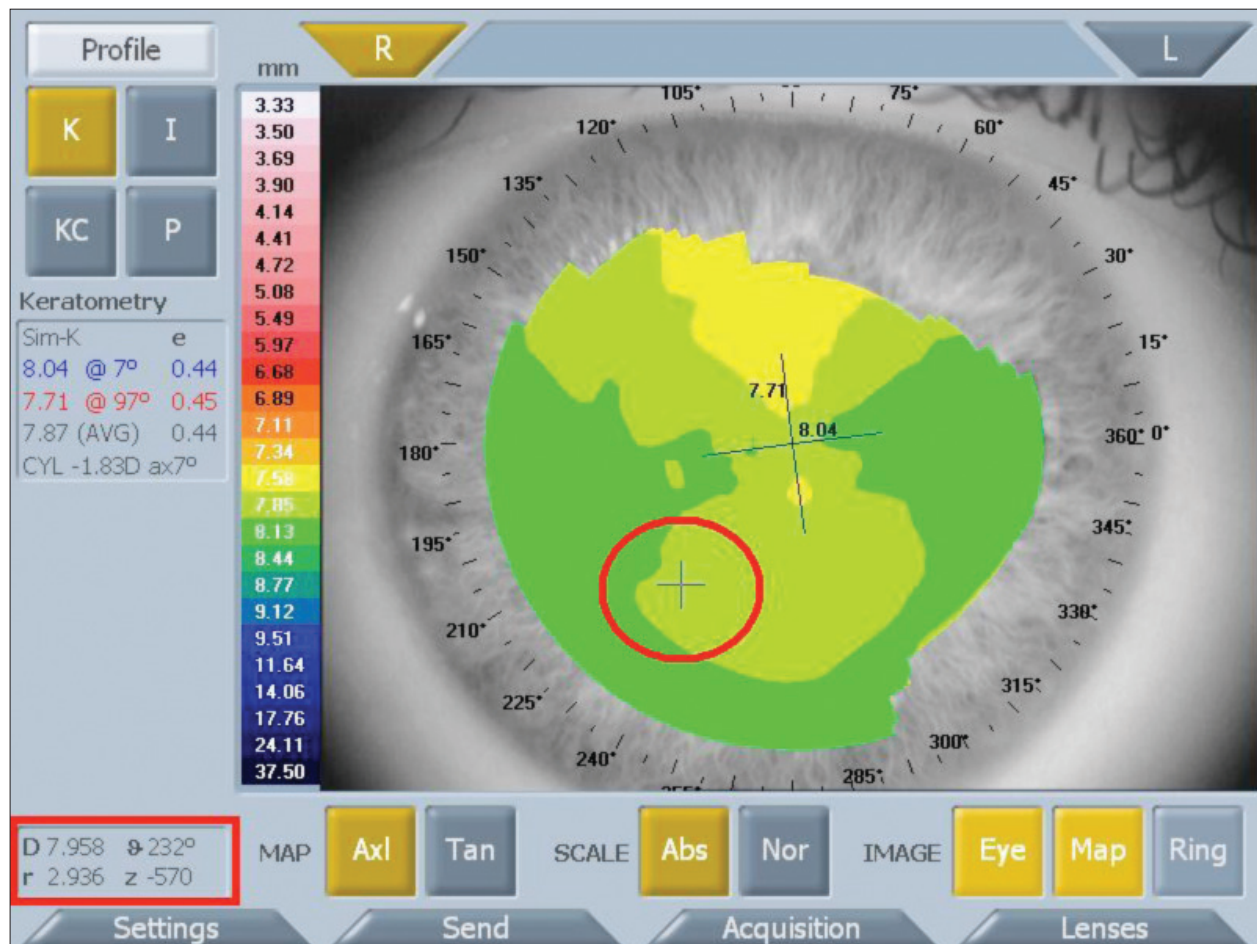 Profile
R
L
mm
K
I
KC
P
Keratometry
Sim-K e
8.04 @ 7º 0.44
7.71 @ 97º 0.45
7.87 (AVG) 0.44
CYL -1.83D ax7º
3.33
3.50
3.69
3.90
4.14
4.41
4.72
5.08
5.49
5.97
6.68
6.89
7.11
7.34
7.58
7.85
8.13
8.44
8.77
9.12
9.51
11.64
14.06
17.76
24.11
37.50
105°
75°
120°
60°
135°
45°
150°
30°
165°
15°
7.71
8.04
180°
360° 0°
195°
345°
210°
330°
225°
315°
240°
300°
285°
D 7.958 ϑ 232º
r 2.936 z -570
MAP Axl Tan SCALE Abs Nor IMAGE Eye Map Ring
Settings Send Acquisition Lenses